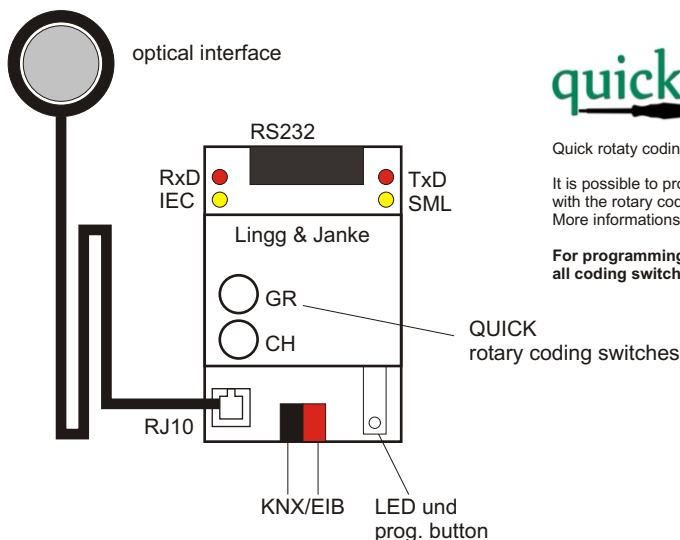 optical interface
quick
RS232
RxD
TxD
IEC
SML
Quick rotaty codin
It is possible to pro
with the rotary cod
More informations
For programming
all coding switch
Lingg & Janke
GR
CH
QUICK
rotary coding switches
RJ10
KNX/EIB
LED und
prog. button